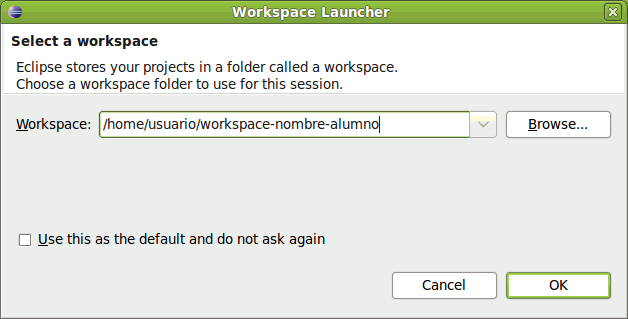 Workspace Launcher
Select a workspace
Eclipse stores your projects in a folder called a workspace.
Choose a workspace folder to use for this session.
Workspace: /home/usuario/workspace-nombre-alumno Browse...
Use this as the default and do not ask again
Cancel OK